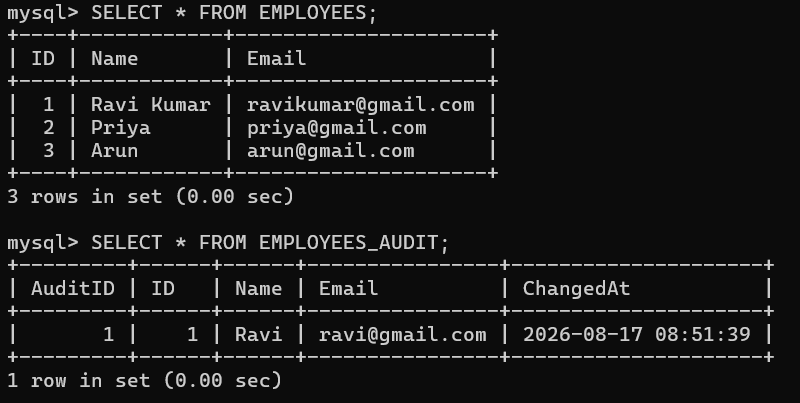 mysql> SELECT * FROM EMPLOYEES;
+----+------------+---------------------+
| ID | Name       | Email               |
+----+------------+---------------------+
|  1 | Ravi Kumar | ravikumar@gmail.com |
|  2 | Priya      | priya@gmail.com     |
|  3 | Arun       | arun@gmail.com      |
+----+------------+---------------------+
3 rows in set (0.00 sec)

mysql> SELECT * FROM EMPLOYEES_AUDIT;
+---------+------+------+----------------+---------------------+
| AuditID | ID   | Name | Email          | ChangedAt           |
+---------+------+------+----------------+---------------------+
|       1 |    1 | Ravi | ravi@gmail.com | 2026-08-17 08:51:39 |
+---------+------+------+----------------+---------------------+
1 row in set (0.00 sec)